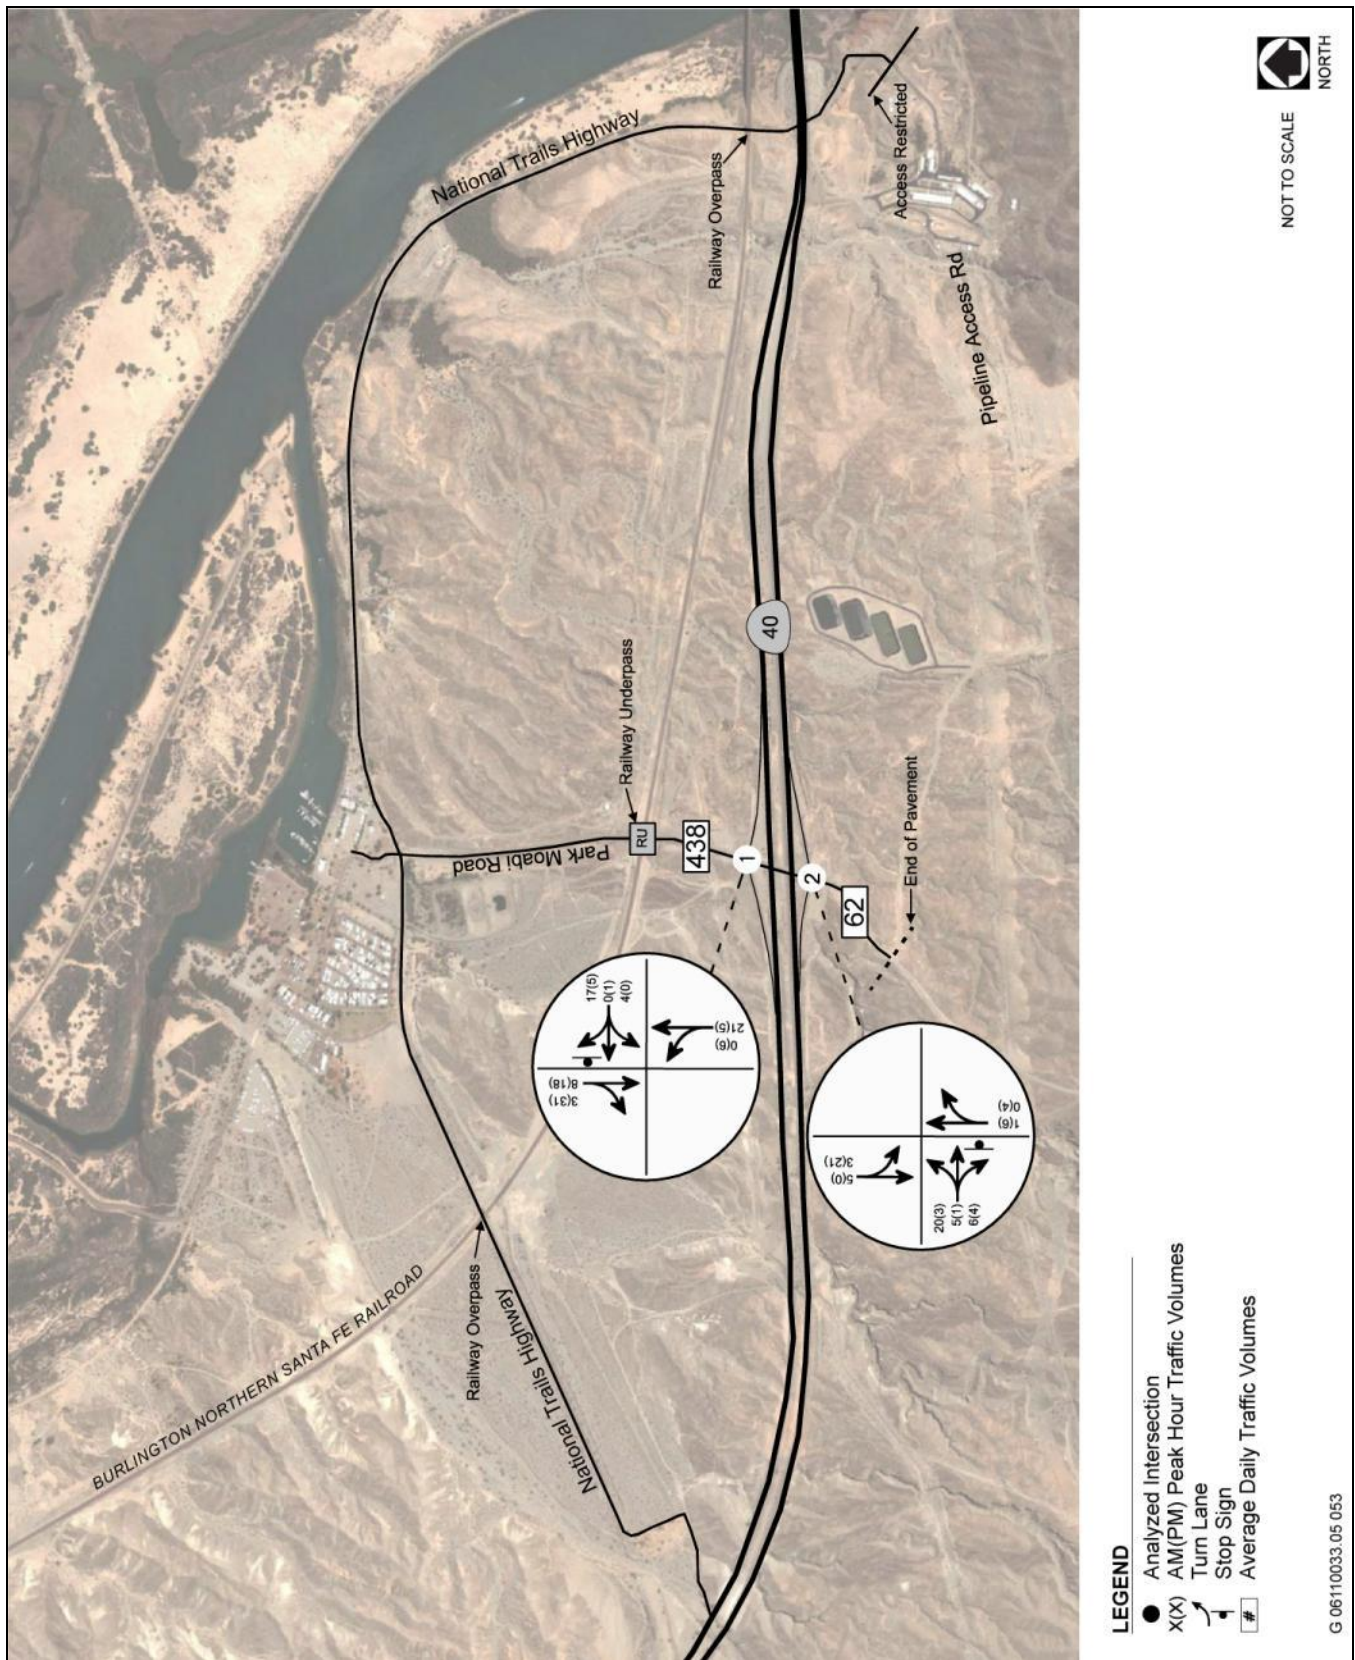 NORTH
NOT TO SCALE
National Trails Highway
Railway Overpass
Access Restricted
Pipeline Access Rd
40
Railway Underpass
RU
Park Moabi Road
438
1
2
62
End of Pavement
17(5)
0(1)
4(0)
3(31)
8(18)
0(6)
21(5)
5(0)
3(21)
20(3)
5(1)
6(4)
1(6)
0(4)
BURLINGTON NORTHERN SANTA FE RAILROAD
Railway Overpass
National Trails Highway
LEGEND
Analyzed Intersection
X(X) AM(PM) Peak Hour Traffic Volumes
Turn Lane
Stop Sign
# Average Daily Traffic Volumes
G 06110033.05 053